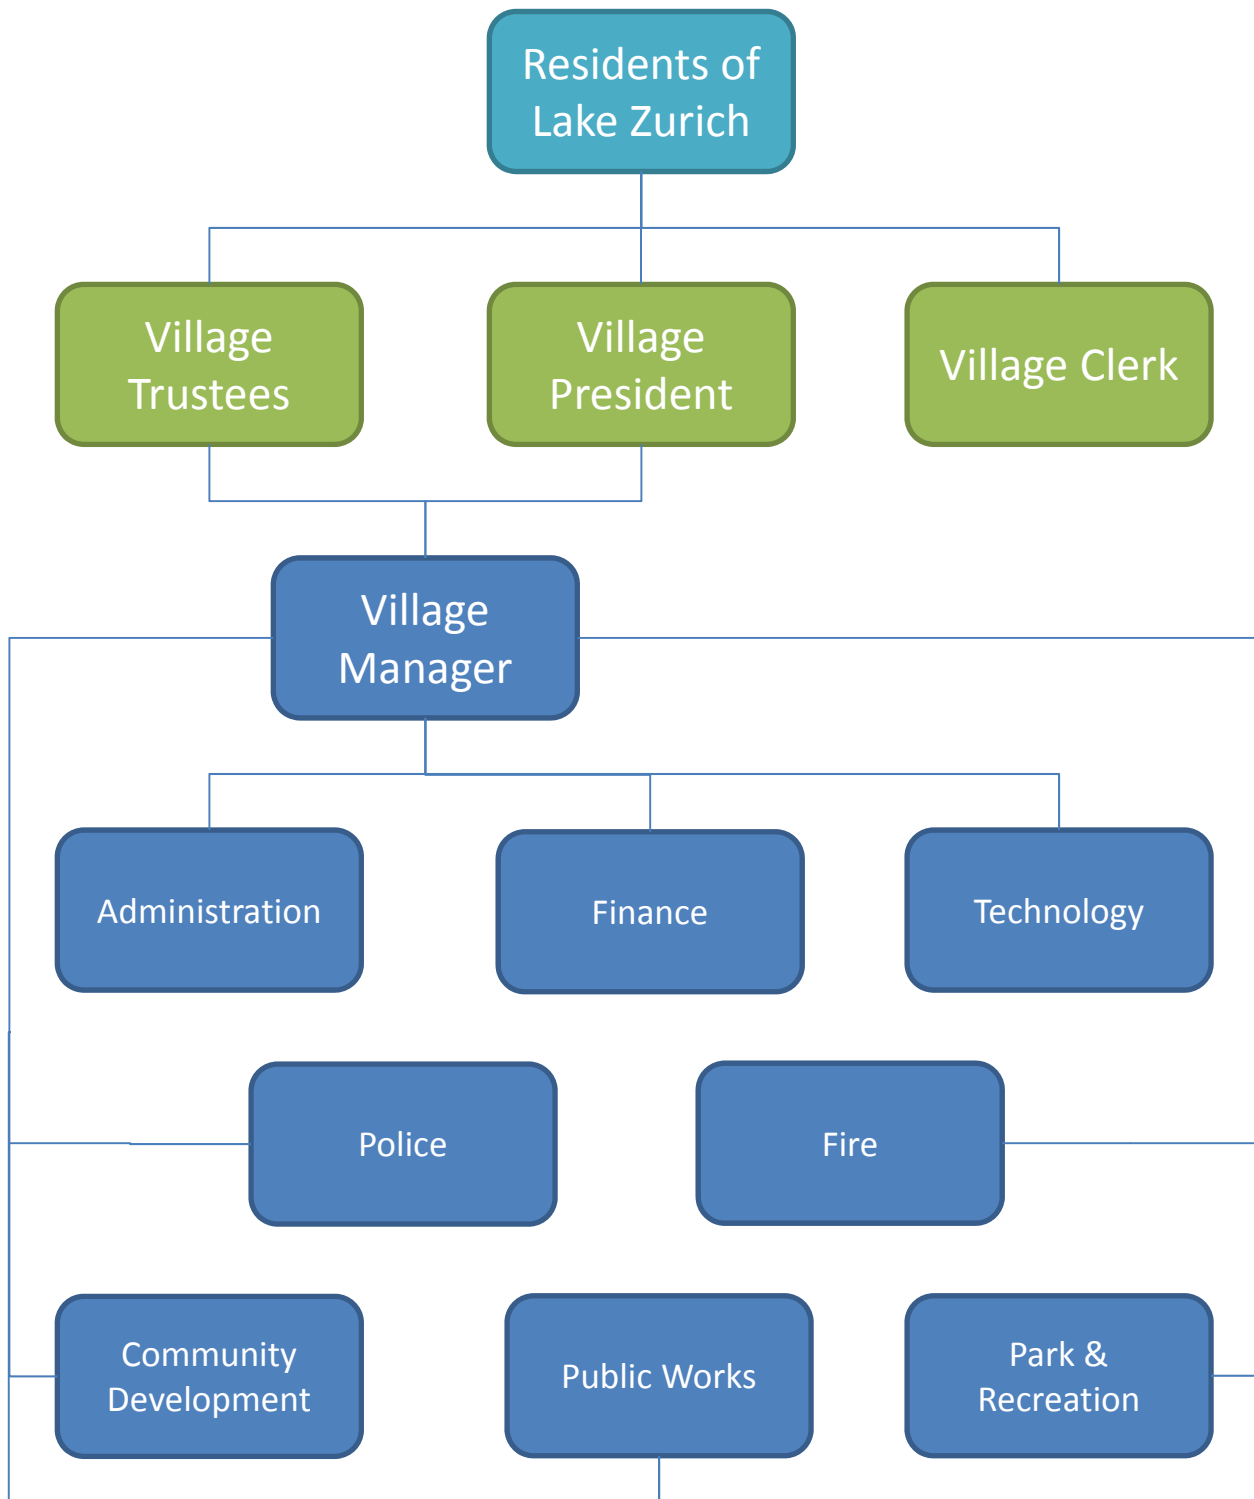 Residents of
Lake Zurich
Village
Trustees
Village
President
Village Clerk
Village
Manager
Administration
Finance
Technology
Police
Fire
Community
Development
Public Works
Park &
Recreation